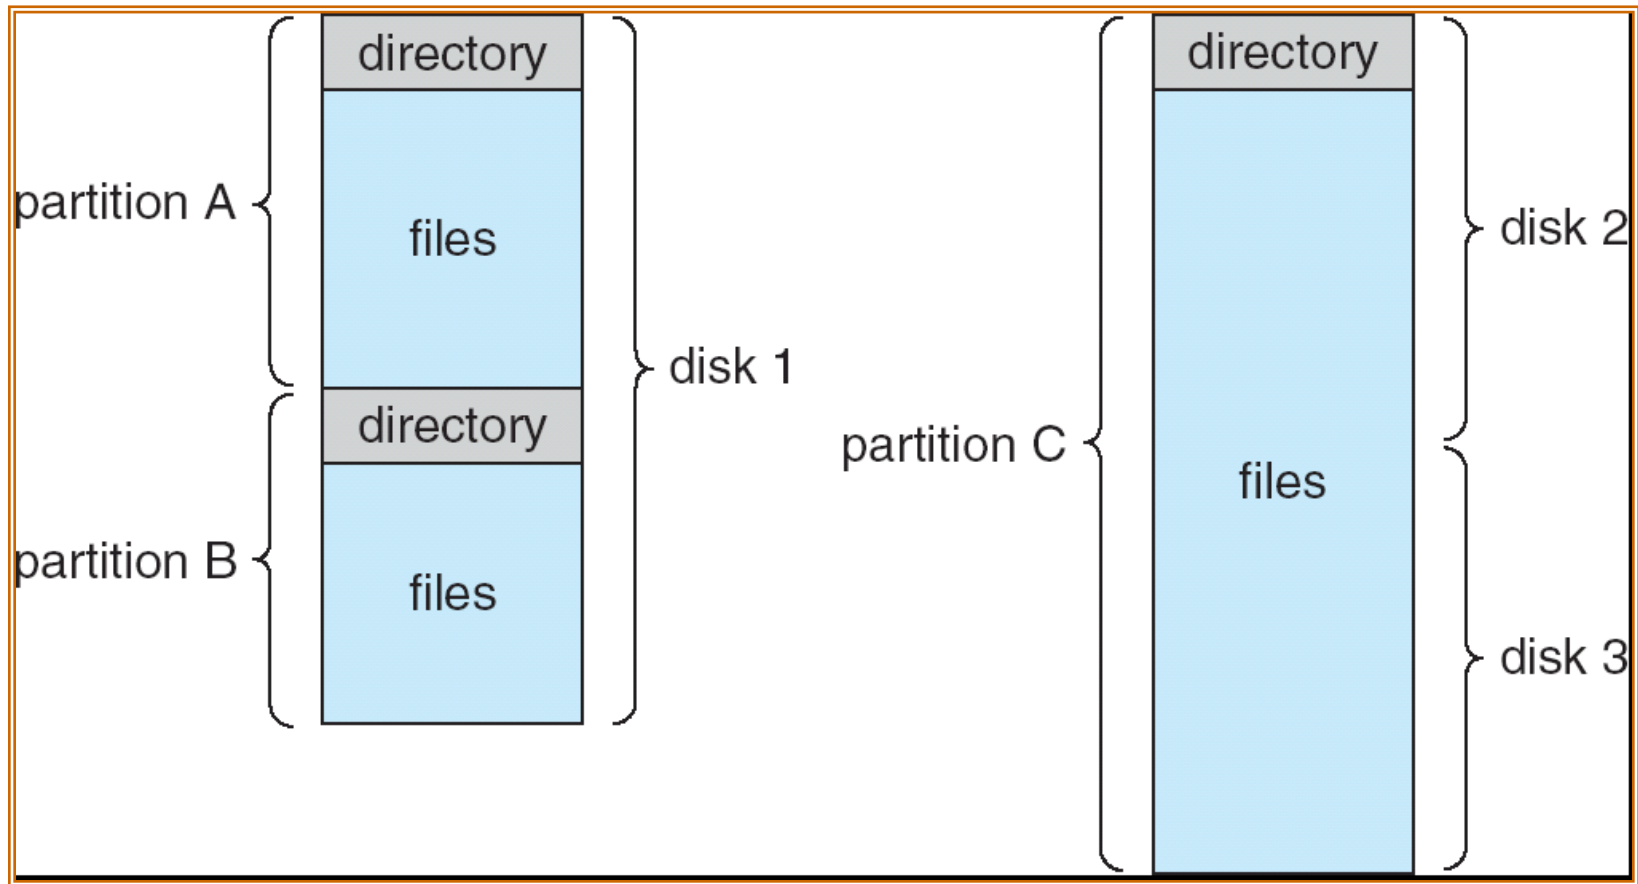 directory
partition A
files
disk 1
directory
partition B
files
directory
disk 2
partition C
files
disk 3